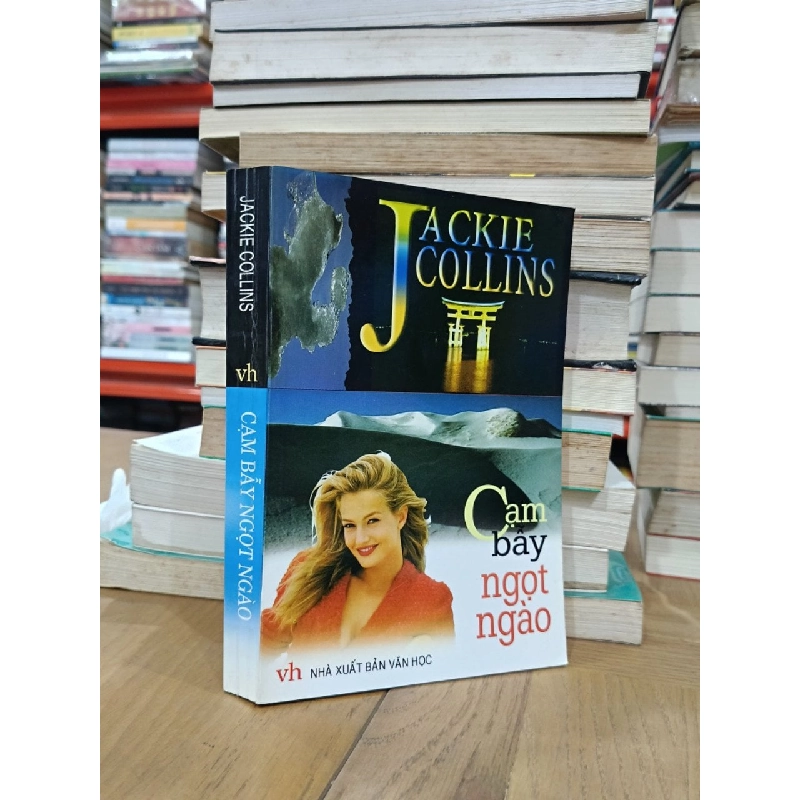 JACKIE COLLINS
vh
CẠM BẪY NGỌT NGÀO
JACKIE
COLLINS
Cạm
bẫy
ngọt
ngào
vh NHÀ XUẤT BẢN VĂN HỌC